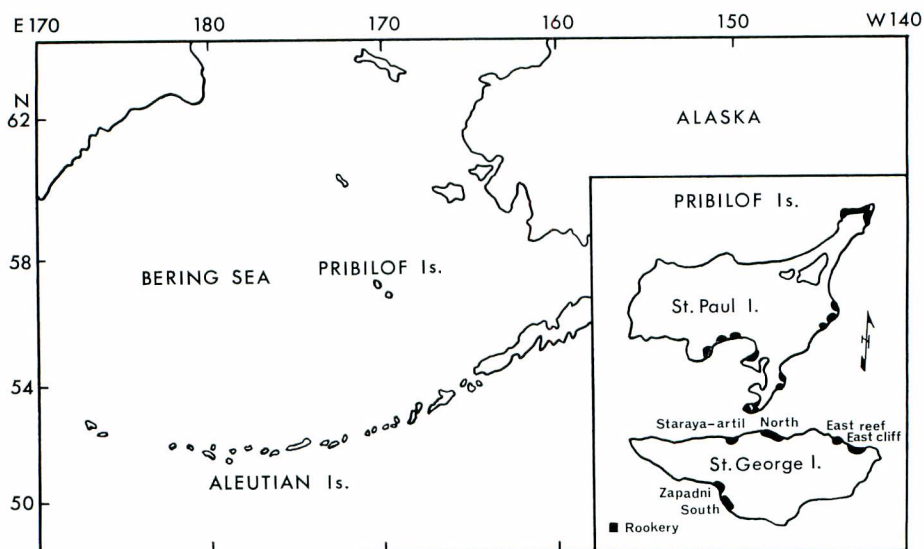 E 170 180 170 160 150 W 140
N
62
ALASKA
PRIBILOF Is.
58
BERING SEA PRIBILOF Is.
St. Paul I.
N
54
Staraya-artil North East reef
East cliff
St. George I.
ALEUTIAN Is.
Zapadni
50
South
Rookery